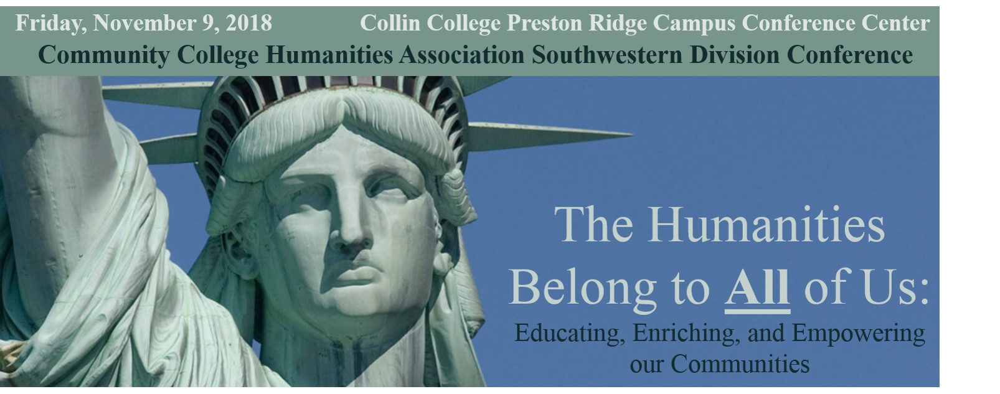 Friday, November 9, 2018 Collin College Preston Ridge Campus Conference Center
Community College Humanities Association Southwestern Division Conference
The Humanities
Belong to All of Us:
Educating, Enriching, and Empowering
our Communities